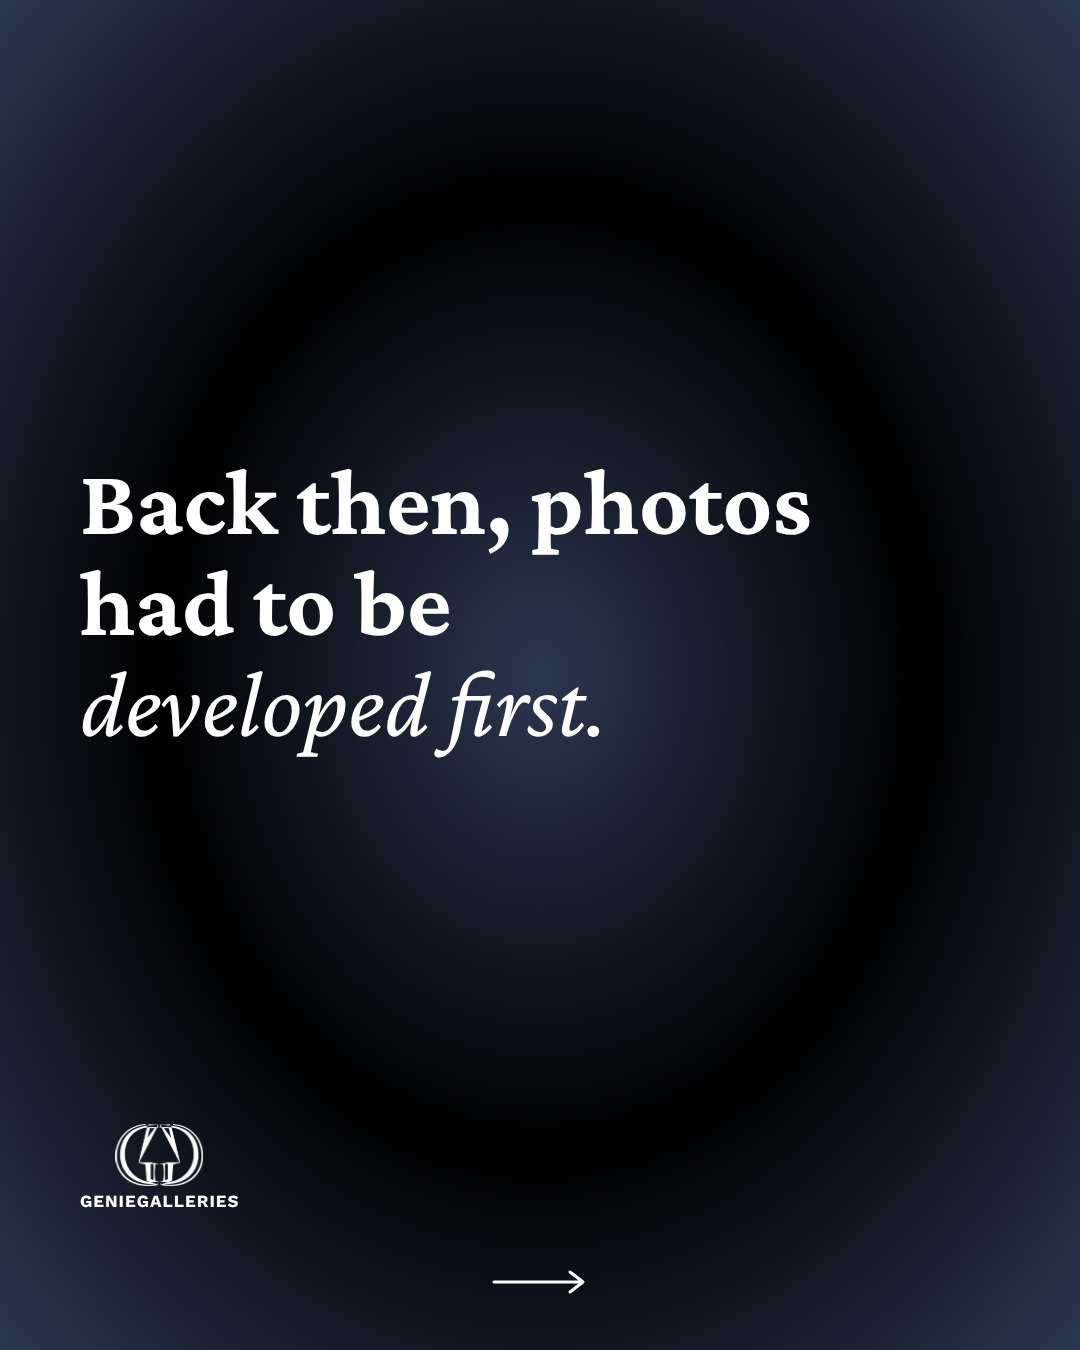 Back then, photos
had to be
developed first.
GENIEGALLERIES